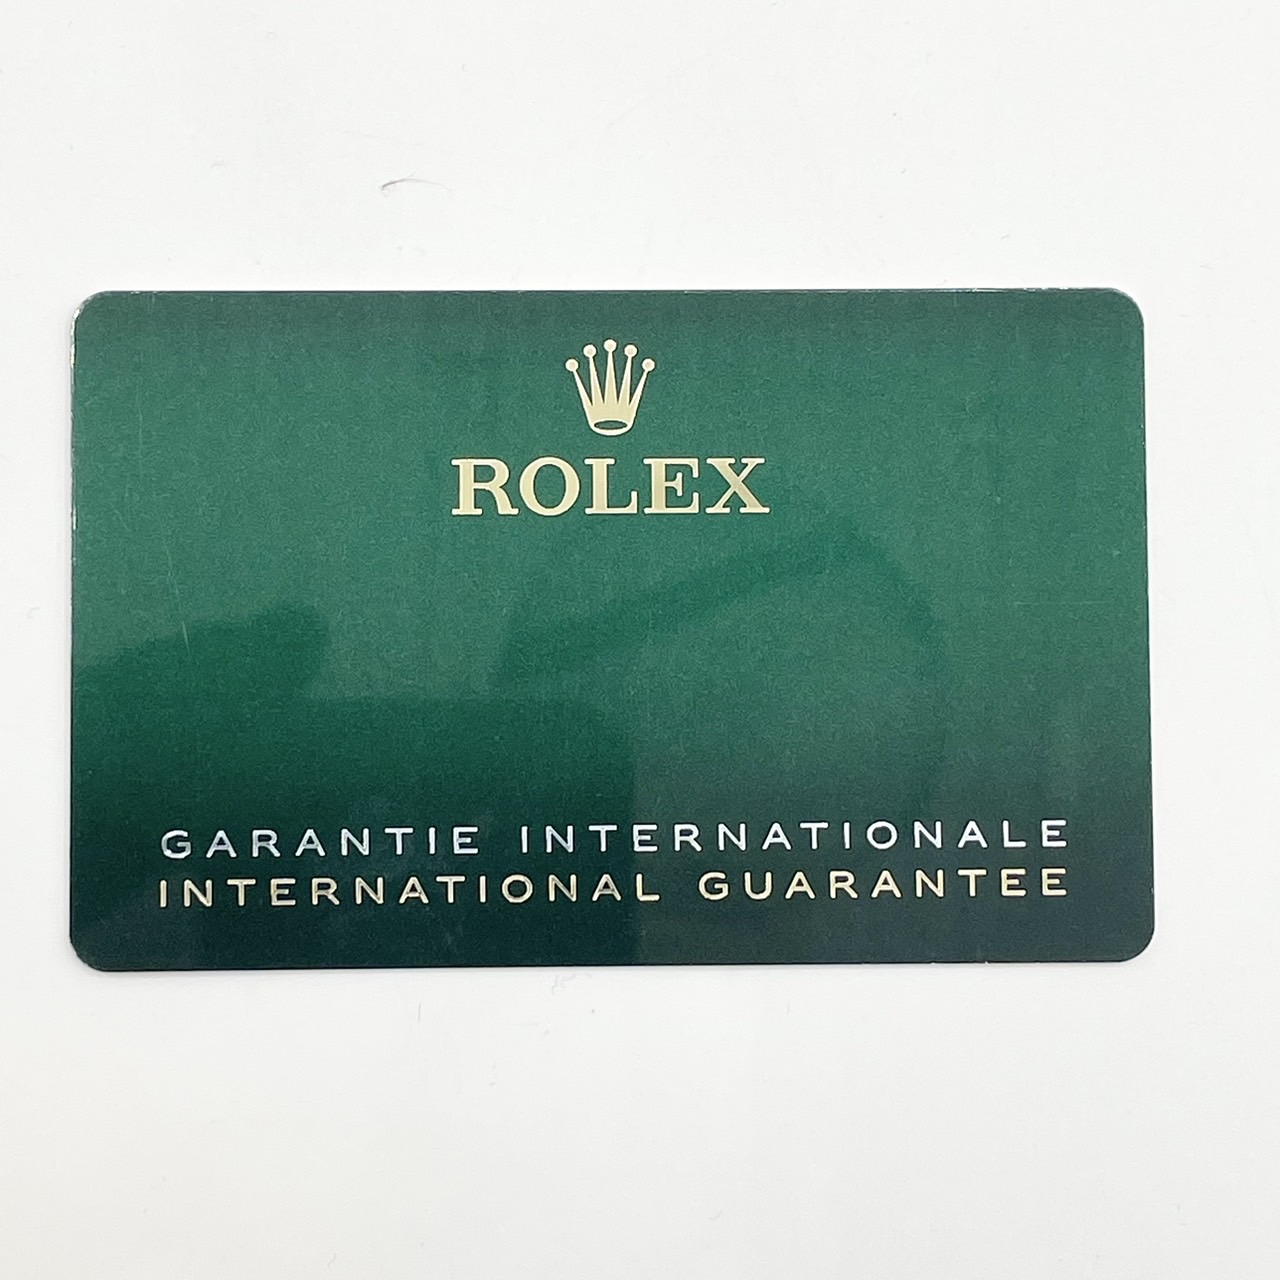 ROLEX
GARANTIE INTERNATIONALE
INTERNATIONAL GUARANTEE